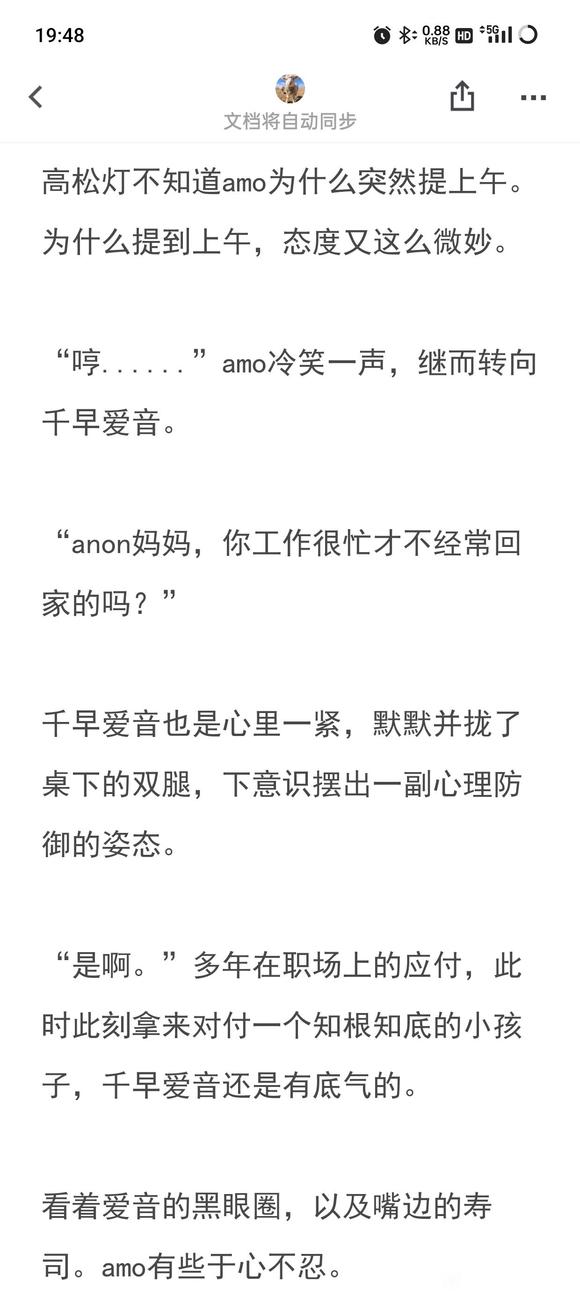 19:48
0.88
KB/S
HD
5G
文档将自动同步
高松灯不知道amo为什么突然提上午。
为什么提到上午，态度又这么微妙。
“哼......”amo冷笑一声，继而转向
千早爱音。
“anon妈妈，你工作很忙才不经常回
家的吗？”
千早爱音也是心里一紧，默默并拢了
桌下的双腿，下意识摆出一副心理防
御的姿态。
“是啊。”多年在职场上的应付，此
时此刻拿来对付一个知根知底的小孩
子，千早爱音还是有底气的。
看着爱音的黑眼圈，以及嘴边的寿
司。amo有些于心不忍。